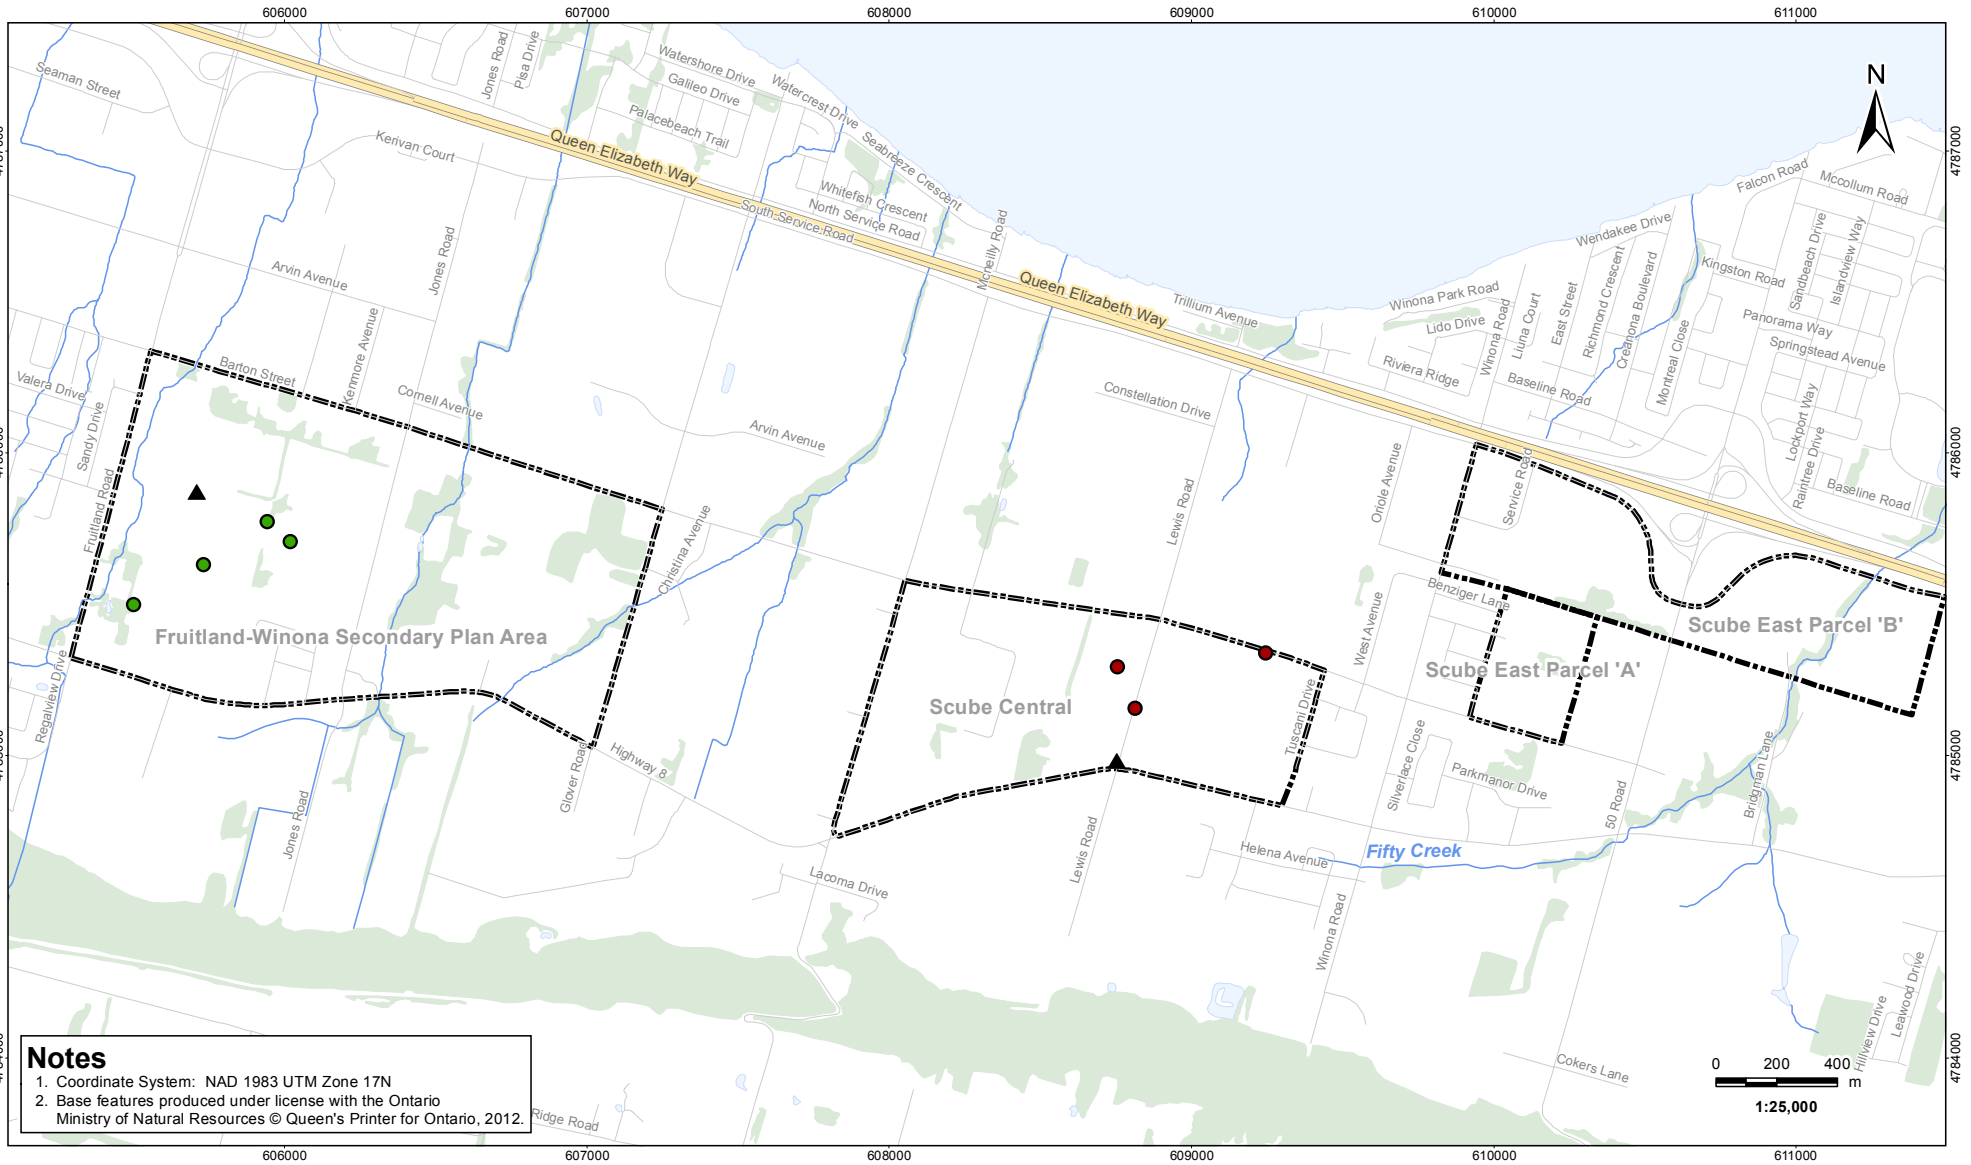 606000
607000
608000
609000
610000
611000
Seaman Street
Jones Road
Pisa Drive
Watershore Drive
Galileo Drive
Watercrest Drive
Palacebeach Trail
Seabreeze Crescent
N
Kerivan Court
Queen Elizabeth Way
4787000
Falcon Road
Mccollum Road
Whitefish Crescent
North Service Road
South Service Road
Mcneilly Road
Wendakee Drive
Sandbeach Drive
Islandview Way
Arvin Avenue
Jones Road
Queen Elizabeth Way
Trillium Avenue
Winona Park Road
Lido Drive
Winona Road
Liuna Court
East Street
Richmond Crescent
Creanona Boulevard
Kingston Road
Montreal Close
Panorama Way
Springstead Avenue
Kenmore Avenue
Barton Street
Cornell Avenue
Valera Drive
Sandy Drive
Riviera Ridge
Baseline Road
Constellation Drive
Arvin Avenue
Lockport Way
Raintree Drive
Baseline Road
4786000
Fruitland Road
Christina Avenue
Lewis Road
Oriole Avenue
Service Road
Benziger Lane
West Avenue
Fruitland-Winona Secondary Plan Area
Scube East Parcel 'B'
Scube East Parcel 'A'
Scube Central
Regalview Drive
Tuscani Drive
Highway 8
Glover Road
Silverlace Close
Parkmanor Drive
50 Road
Bridgman Lane
4785000
Jones Road
Lewis Road
Helena Avenue
Fifty Creek
Lacoma Drive
Winona Road
Leawood Drive
Hillview Drive
Cokers Lane
4784000
Ridge Road
Notes
1. Coordinate System: NAD 1983 UTM Zone 17N
2. Base features produced under license with the Ontario
Ministry of Natural Resources © Queen's Printer for Ontario, 2012.
0 200 400
m
1:25,000
606000
607000
608000
609000
610000
611000